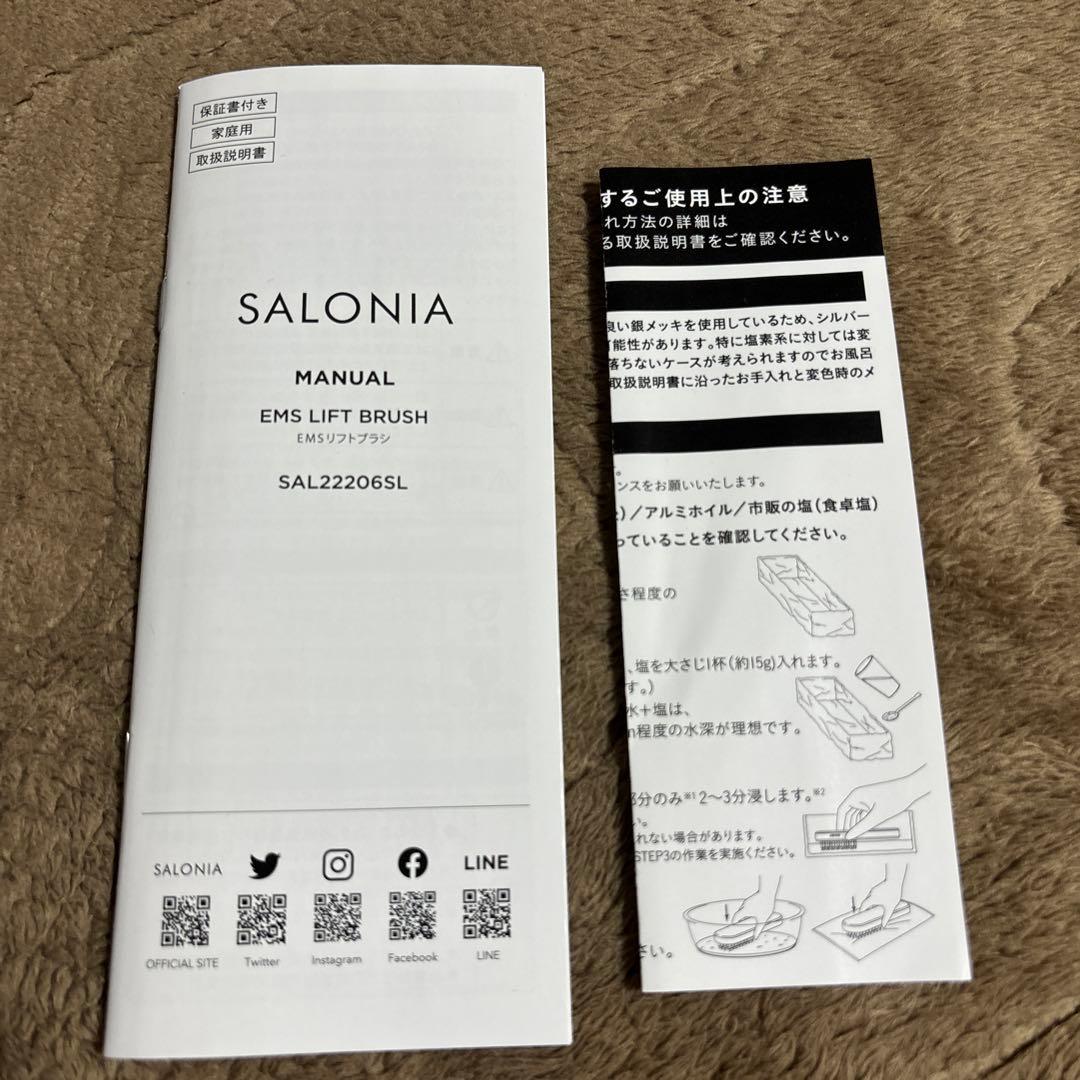 保証書付き
家庭用
取扱説明書
SALONIA
MANUAL
EMS LIFT BRUSH
EMSリフトブラシ
SAL22206SL
SALONIA
LINE
OFFICIAL SITE
Twitter
Instagram
Facebook
LINE
するご使用上の注意
れ方法の詳細は
る取扱説明書をご確認ください。
良い銀メッキを使用しているため、シルバー
可能性があります。特に塩素系に対しては変
落ちないケースが考えられますのでお風呂
取扱説明書に沿ったお手入れと変色時のメ
す。
ンスをお願いいたします。
)/アルミホイル/市販の塩(食卓塩)
っていることを確認してください。
さ程度の
、塩を大さじ1杯(約15g)入れます。
す。)
水+塩は、
m程度の水深が理想です。
部分のみ※1 2〜3分浸します。※2
い。
れない場合があります。
STEP3の作業を実施ください。
さい。